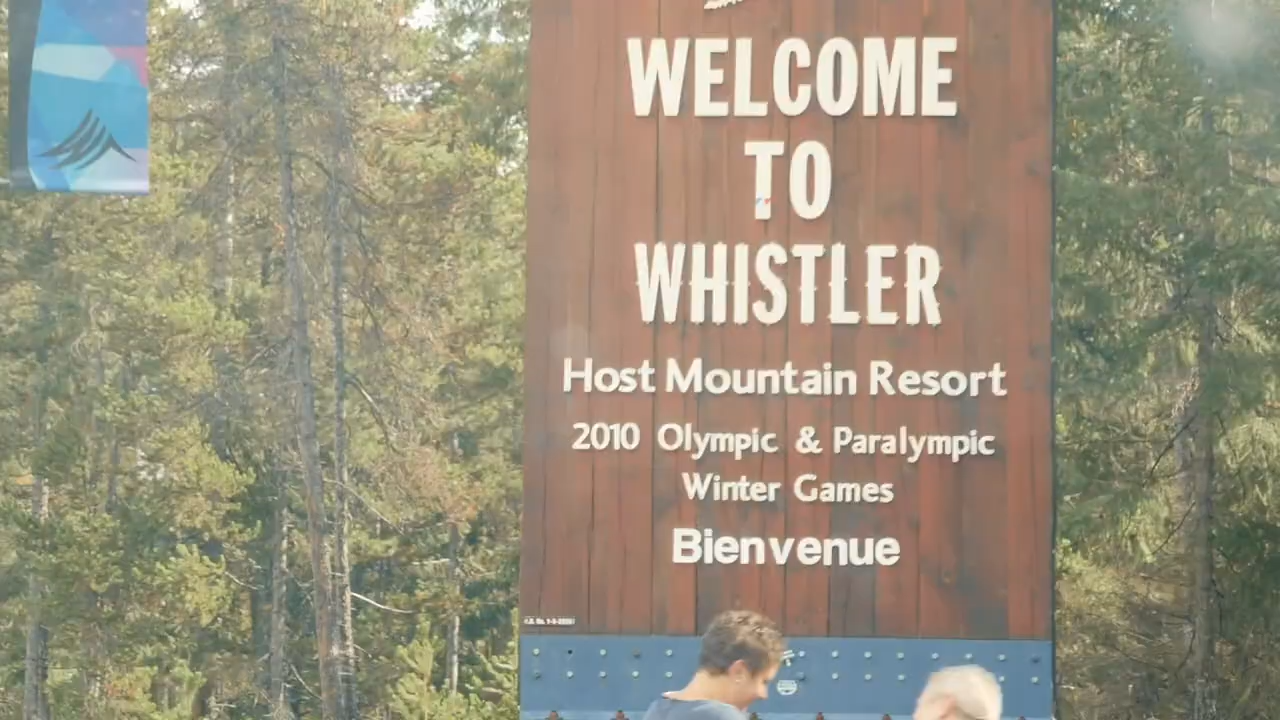 WELCOME
TO
WHISTLER
Host Mountain Resort
2010 Olympic & Paralympic
Winter Games
Bienvenue